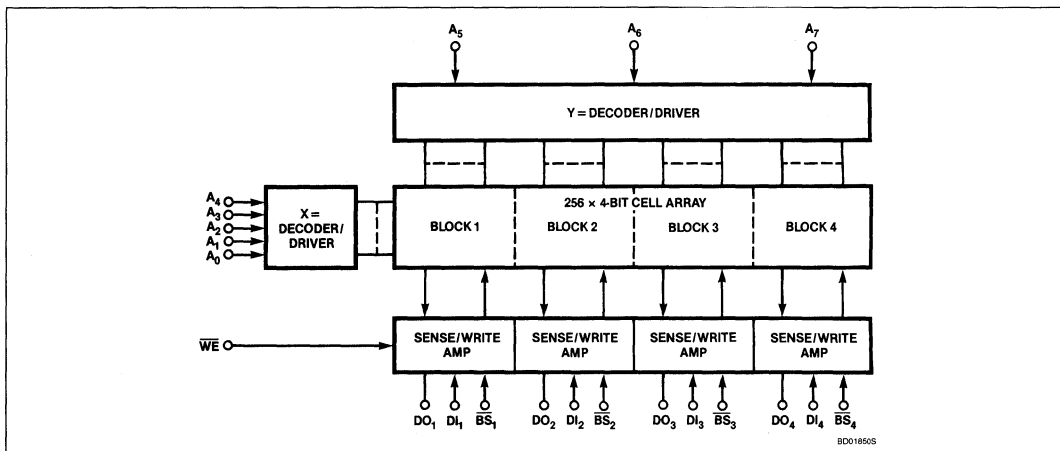 A5 A6 A7
Y = DECODER/DRIVER
256 × 4-BIT CELL ARRAY
A4
A3
A2
A1
A0
X =
DECODER/
DRIVER
BLOCK 1 BLOCK 2 BLOCK 3 BLOCK 4
WE
SENSE/WRITE
AMP
SENSE/WRITE
AMP
SENSE/WRITE
AMP
SENSE/WRITE
AMP
DO1 DI1 BS1 DO2 DI2 BS2 DO3 DI3 BS3 DO4 DI4 BS4
BD01850S